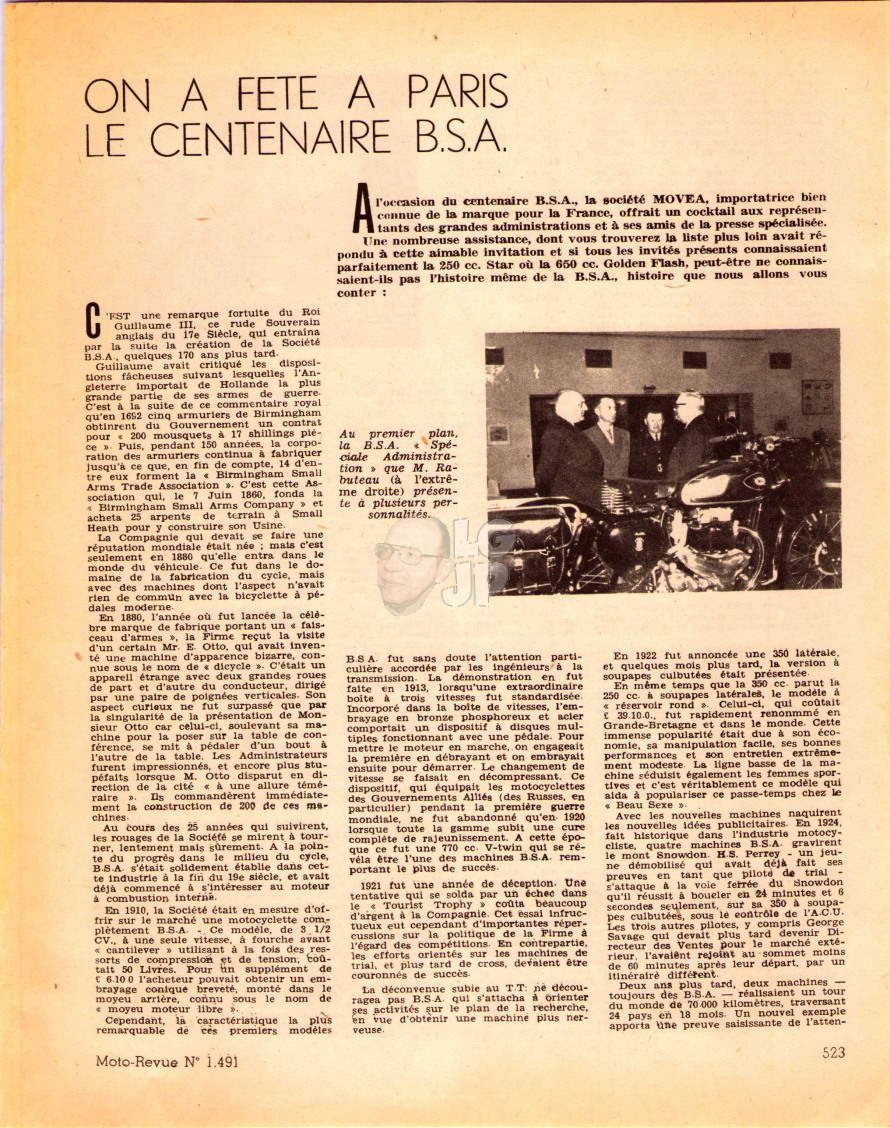 ON A FETE A PARIS
LE CENTENAIRE B.S.A.
A l'occasion du centenaire B.S.A., la société MOVEA, importatrice bien
connue de la marque pour la France, offrait un cocktail aux représen-
tants des grandes administrations et à ses amis de la presse spécialisée.
Une nombreuse assistance, dont vous trouverez la liste plus loin avait ré-
pondu à cette aimable invitation et si tous les invités présents connaissaient
parfaitement la 250 cc. Star où la 650 cc. Golden Flash, peut-être ne connais-
saient-ils pas l'histoire même de la B.S.A., histoire que nous allons vous
conter :
C'EST une remarque fortuite du Roi
Guillaume III, ce rude Souverain
anglais du 17e Siècle, qui entraîna
par la suite la création de la Société
B.S.A., quelques 170 ans plus tard.
Guillaume avait critiqué les disposi-
tions fâcheuses suivant lesquelles l'An-
gleterre importait de Hollande la plus
grande partie de ses armes de guerre.
C'est à la suite de ce commentaire royal
qu'en 1692 cinq armuriers de Birmingham
obtinrent du Gouvernement un contrat
pour « 200 mousquets à 17 shillings piè-
ce ». Puis, pendant 150 années, la corpo-
ration des armuriers continua à fabriquer
jusqu'à ce que, en fin de compte, 14 d'en-
tre eux forment la « Birmingham Small
Arms Trade Association ». C'est cette As-
sociation qui, le 7 Juin 1860, fonda la
« Birmingham Small Arms Company » et
acheta 25 arpents de terrain à Small
Heath pour y construire son Usine.
La Compagnie qui devait se faire une
réputation mondiale était née ; mais c'est
seulement en 1880 qu'elle entra dans le
monde du véhicule. Ce fut dans le do-
maine de la fabrication du cycle, mais
avec des machines dont l'aspect n'avait
rien de commun avec la bicyclette à pé-
dales moderne.
En 1880, l'année où fut lancée la célè-
bre marque de fabrique portant un « fais-
ceau d'armes », la Firme reçut la visite
d'un certain Mr. E. Otto, qui avait inven-
té une machine d'apparence bizarre, con-
nue sous le nom de « dicycle ». C'était un
appareil étrange avec deux grandes roues
de part et d'autre du conducteur, dirigé
par une paire de poignées verticales. Son
aspect curieux ne fut surpassé que par
la singularité de la présentation de Mon-
sieur Otto car celui-ci, soulevant sa ma-
chine pour la poser sur la table de con-
férence, se mit à pédaler d'un bout à
l'autre de la table. Les Administrateurs
furent impressionnés, et encore plus stu-
péfaits lorsque M. Otto disparut en di-
rection de la cité « à une allure témé-
raire ». Ils commandèrent immédiate-
ment la construction de 200 de ces ma-
chines.
Au cours des 25 années qui suivirent,
les rouages de la Société se mirent à tour-
ner, lentement mais sûrement. A la poin-
te du progrès dans le milieu du cycle,
B.S.A. s'était solidement établie dans cet-
te industrie à la fin du 19e siècle, et avait
déjà commencé à s'intéresser au moteur
à combustion interne.
En 1910, la Société était en mesure d'of-
frir sur le marché une motocyclette com-
plètement B.S.A. - Ce modèle, de 3 1/2
CV., à une seule vitesse, à fourche avant
« cantilever » utilisant à la fois des res-
sorts de compression et de tension, coû-
tait 50 Livres. Pour un supplément de
£ 6.10 0 l'acheteur pouvait obtenir un em-
brayage conique breveté, monté dans le
moyeu arrière, connu sous le nom de
« moyeu moteur libre ».
Cependant, la caractéristique la plus
remarquable de ces premiers modèles
Au premier plan,
la B.S.A. « Spé-
ciale Administra-
tion » que M. Ra-
buteau (à l'extrê-
me droite) présen-
te à plusieurs per-
sonnalités.
LG
JP
B.S.A. fut sans doute l'attention parti-
culière accordée par les ingénieurs à la
transmission. La démonstration en fut
faite en 1913, lorsqu'une extraordinaire
boîte à trois vitesses fut standardisée.
Incorporé dans la boîte de vitesses, l'em-
brayage en bronze phosphoreux et acier
comportait un dispositif à disques mul-
tiples fonctionnant avec une pédale. Pour
mettre le moteur en marche, on engageait
la première en débrayant et on embrayait
ensuite pour démarrer. Le changement de
vitesse se faisait en décompressant. Ce
dispositif, qui équipait les motocyclettes
des Gouvernements Alliés (des Russes, en
particulier) pendant la première guerre
mondiale, ne fut abandonné qu'en 1920
lorsque toute la gamme subit une cure
complète de rajeunissement. A cette épo-
que ce fut une 770 cc. V-twin qui se ré-
véla être l'une des machines B.S.A. rem-
portant le plus de succès.
1921 fut une année de déception. Une
tentative qui se solda par un échec dans
le « Tourist Trophy » coûta beaucoup
d'argent à la Compagnie. Cet essai infruc-
tueux eut cependant d'importantes réper-
cussions sur la politique de la Firme à
l'égard des compétitions. En contrepartie,
les efforts orientés sur les machines de
trial, et plus tard de cross, devaient être
couronnés de succès.
La déconvenue subie au T.T. ne décou-
ragea pas B.S.A. qui s'attacha à orienter
ses activités sur le plan de la recherche,
en vue d'obtenir une machine plus ner-
veuse.
En 1922 fut annoncée une 350 latérale,
et quelques mois plus tard, la version à
soupapes culbutées était présentée.
En même temps que la 350 cc. parut la
250 cc. à soupapes latérales, le modèle à
« réservoir rond ». Celui-ci, qui coûtait
£ 39.10.0., fut rapidement renommé en
Grande-Bretagne et dans le monde. Cette
immense popularité était due à son éco-
nomie, sa manipulation facile, ses bonnes
performances et son entretien extrême-
ment modeste. La ligne basse de la ma-
chine séduisit également les femmes spor-
tives et c'est véritablement ce modèle qui
aida à populariser ce passe-temps chez le
« Beau Sexe ».
Avec les nouvelles machines naquirent
les nouvelles idées publicitaires. En 1924,
fait historique dans l'industrie motocy-
cliste, quatre machines B.S.A. gravirent
le mont Snowdon. H.S. Perrey - un jeu-
ne démobilisé qui avait déjà fait ses
preuves en tant que pilote de trial -
s'attaque à la voie ferrée du Snowdon
qu'il réussit à boucler en 24 minutes et 6
secondes seulement, sur sa 350 à soupa-
pes culbutées, sous le contrôle de l'A.C.U.
Les trois autres pilotes, y compris George
Savage qui devait plus tard devenir Di-
recteur des Ventes pour le marché exté-
rieur, l'avaient rejoint au sommet moins
de 60 minutes après leur départ, par un
itinéraire différent.
Deux ans plus tard, deux machines —
toujours des B.S.A. — réalisaient un tour
du monde de 70.000 kilomètres, traversant
24 pays en 18 mois. Un nouvel exemple
apporta une preuve saisissante de l'atten-
Moto-Revue N° 1.491
523